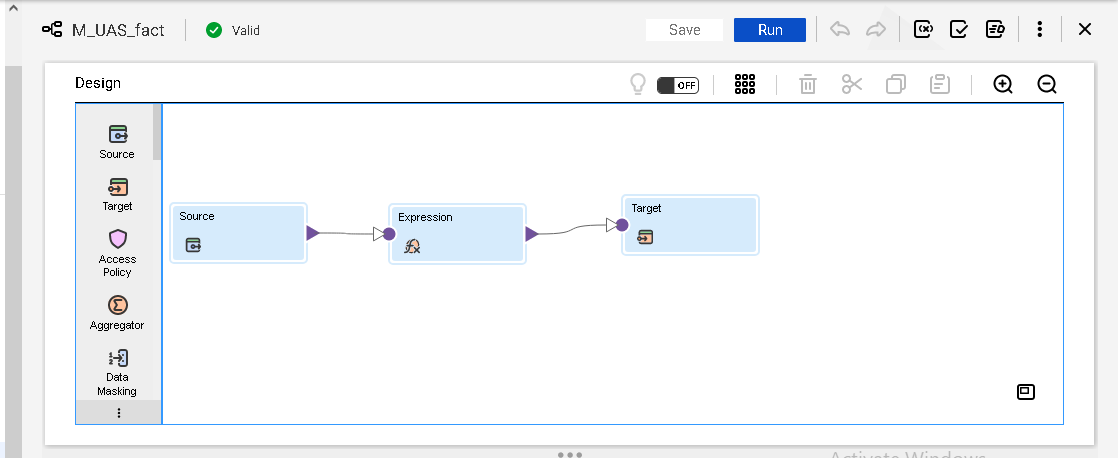 M_UAS_fact
Valid
Save
Run
Design
OFF
Source
Target
Access
Policy
Aggregator
Data
Masking
Source
Expression
Target
Activate Windows